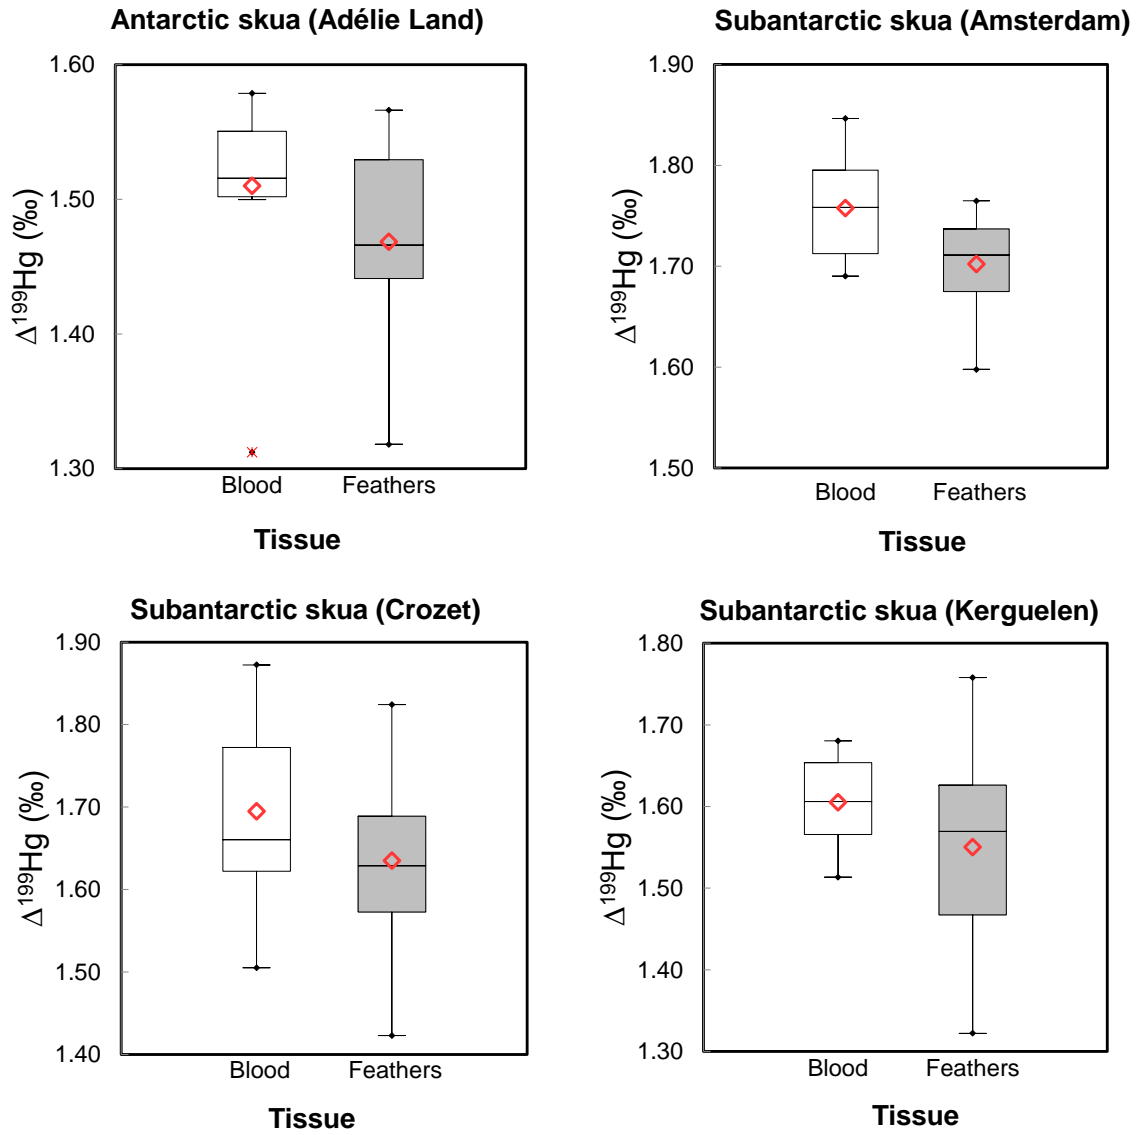 Antarctic skua (Adélie Land)
Δ¹⁹⁹Hg (‰)
1.60
1.50
1.40
1.30
Blood Feathers
Tissue
Subantarctic skua (Amsterdam)
Δ¹⁹⁹Hg (‰)
1.90
1.80
1.70
1.60
1.50
Blood Feathers
Tissue
Subantarctic skua (Crozet)
Δ¹⁹⁹Hg (‰)
1.90
1.80
1.70
1.60
1.50
1.40
Blood Feathers
Tissue
Subantarctic skua (Kerguelen)
Δ¹⁹⁹Hg (‰)
1.80
1.70
1.60
1.50
1.40
1.30
Blood Feathers
Tissue